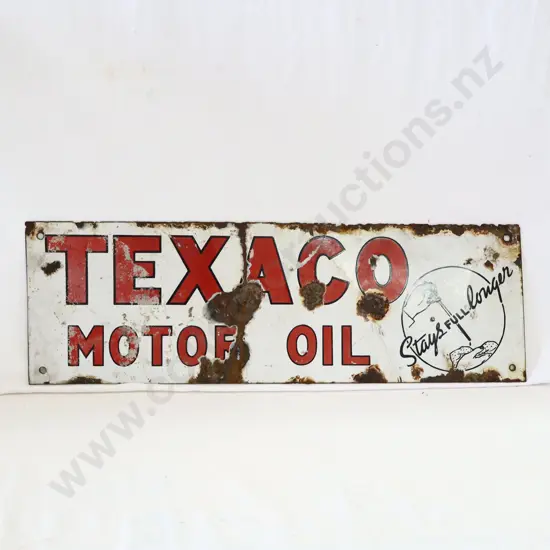 TEXACO
MOTOR OIL
Stays FULL longer